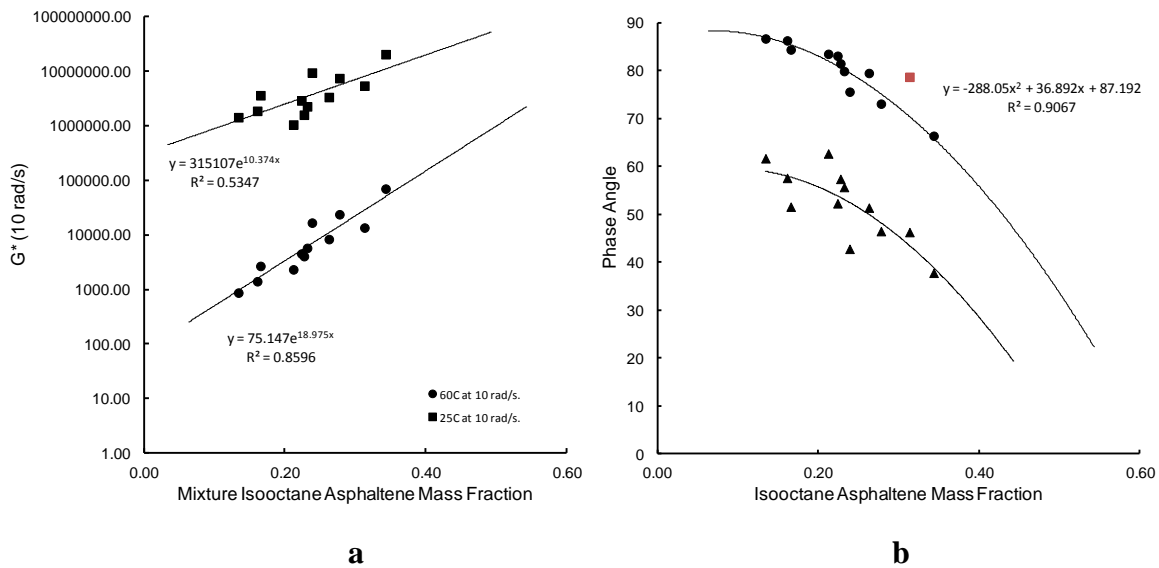 100000000.00
10000000.00
1000000.00
100000.00
10000.00
1000.00
100.00
10.00
1.00
G* (10 rad/s)
y = 315107e^10.374x
R² = 0.5347
y = 75.147e^18.975x
R² = 0.8596
60C at 10 rad/s.
25C at 10 rad/s.
0.00 0.20 0.40 0.60
Mixture Isooctane Asphaltene Mass Fraction
a
90
80
70
60
50
40
30
20
10
0
Phase Angle
y = -288.05x² + 36.892x + 87.192
R² = 0.9067
0.00 0.20 0.40 0.60
Isooctane Asphaltene Mass Fraction
b